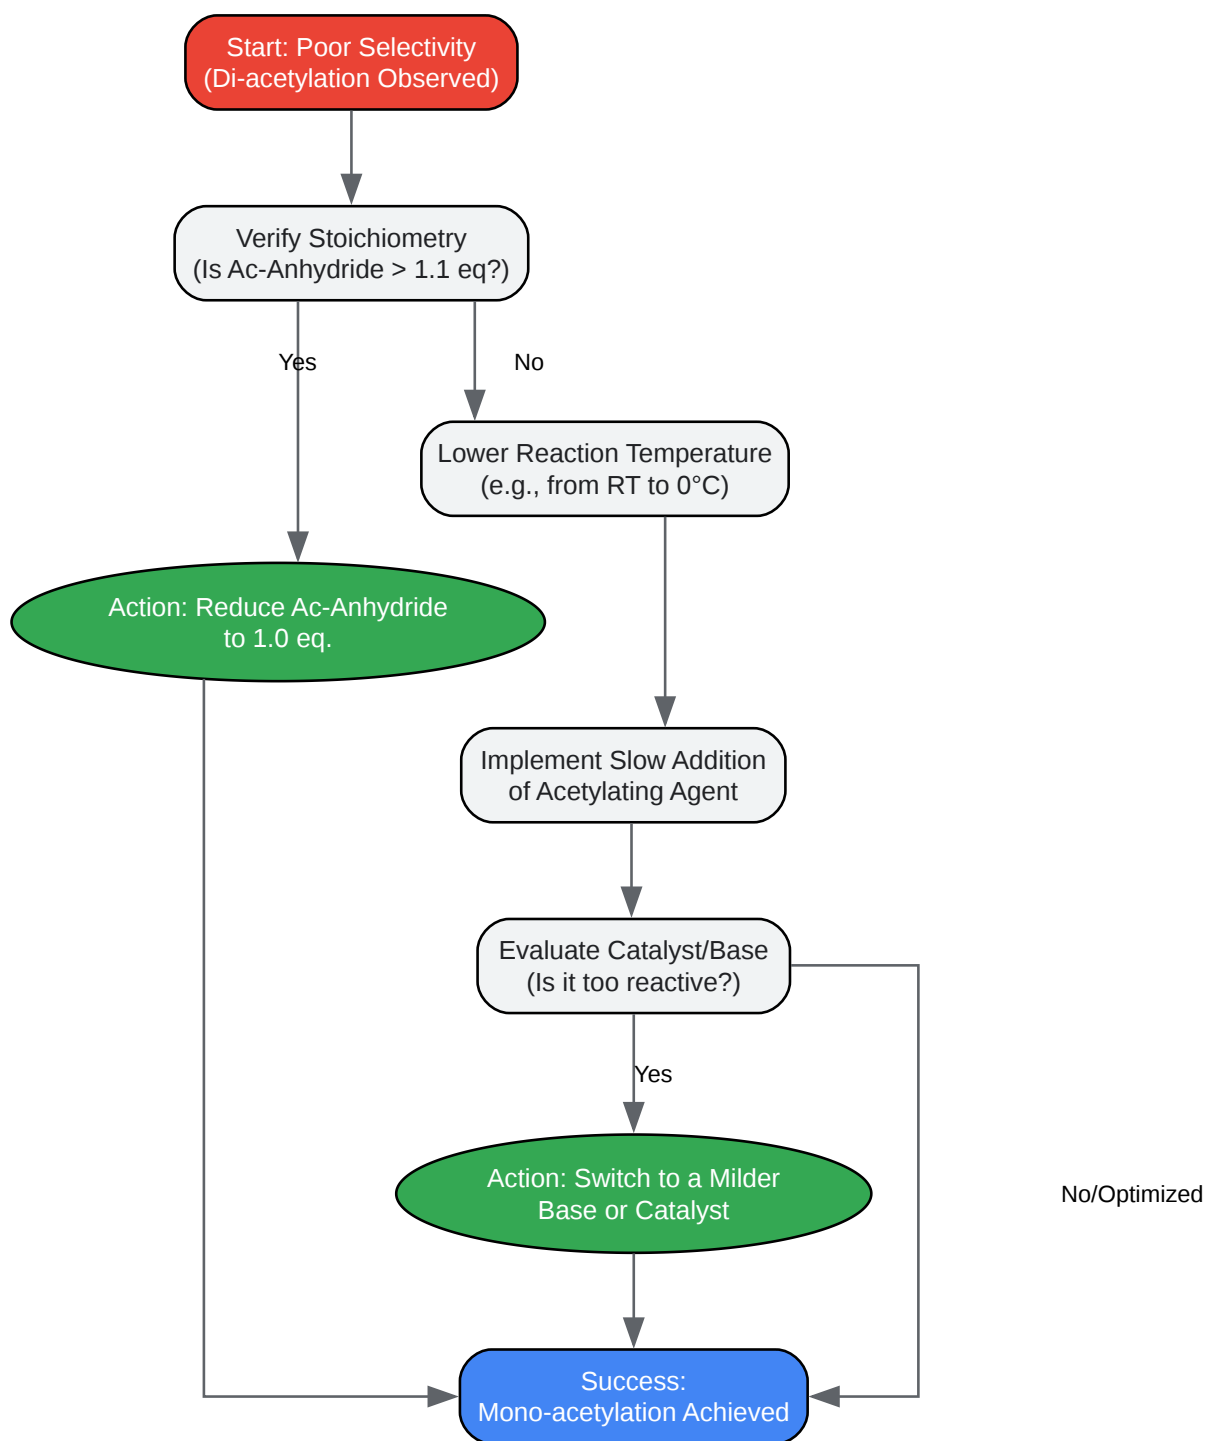 Start: Poor Selectivity
(Di-acetylation Observed)
Verify Stoichiometry
(Is Ac-Anhydride > 1.1 eq?)
Yes
No
Lower Reaction Temperature
(e.g., from RT to 0°C)
Action: Reduce Ac-Anhydride
to 1.0 eq.
Implement Slow Addition
of Acetylating Agent
Evaluate Catalyst/Base
(Is it too reactive?)
Yes
Action: Switch to a Milder
Base or Catalyst
No/Optimized
Success:
Mono-acetylation Achieved